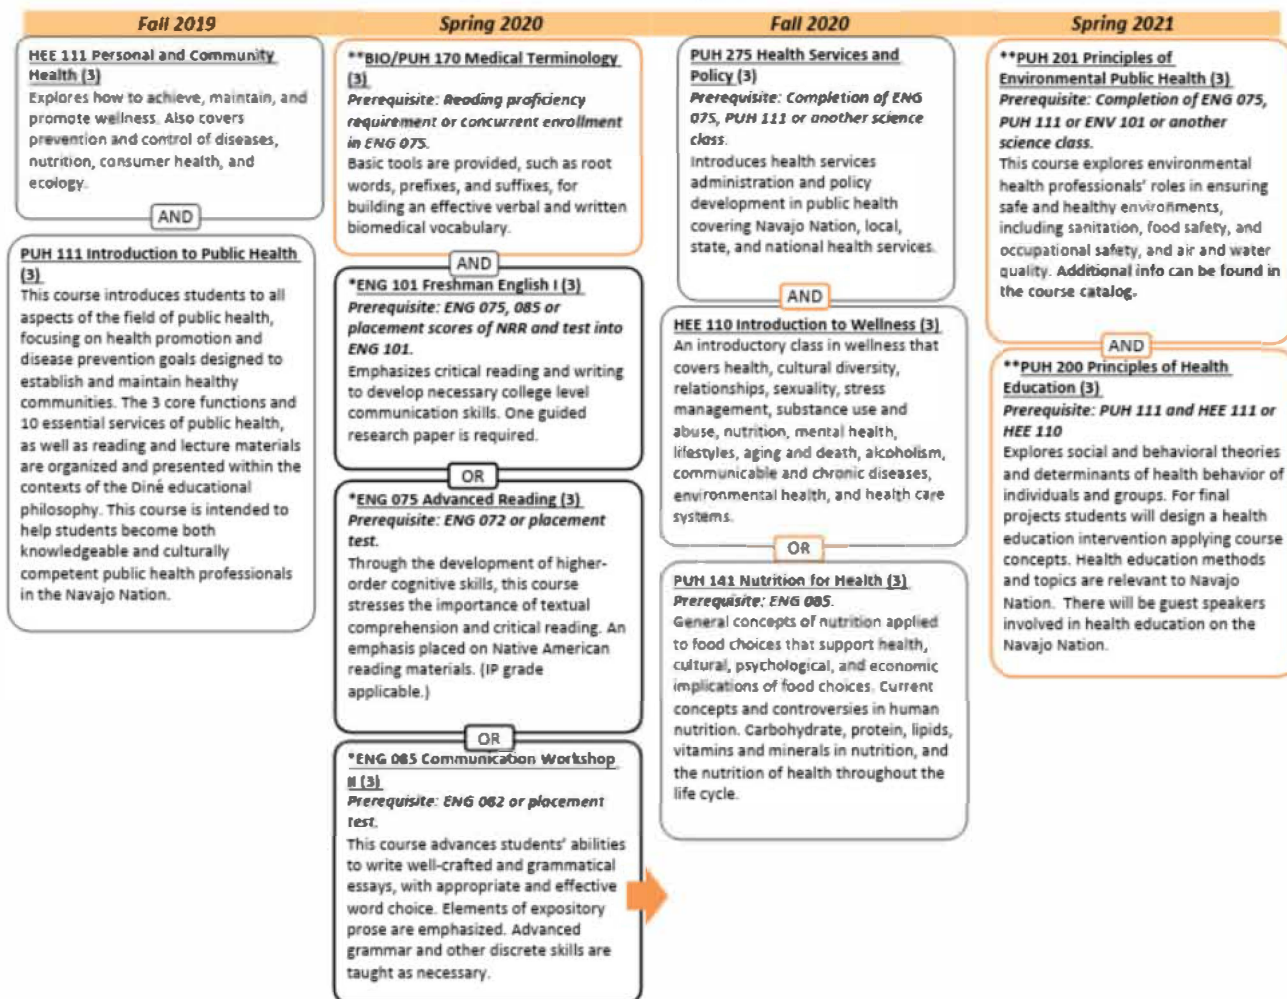 Fall 2019
HEE 111 Personal and Community
Health (3)
Explores how to achieve, maintain, and
promote wellness. Also covers
prevention and control of diseases,
nutrition, consumer health, and
ecology.
AND
PUH 111 Introduction to Public Health
(3)
This course introduces students to all
aspects of the field of public health,
focusing on health promotion and
disease prevention goals designed to
establish and maintain healthy
communities. The 3 core functions and
10 essential services of public health,
as well as reading and lecture materials
are organized and presented within the
contexts of the Diné educational
philosophy. This course is intended to
help students become both
knowledgeable and culturally
competent public health professionals
in the Navajo Nation.
Spring 2020
**BIO/PUH 170 Medical Terminology
(3)
Prerequisite: Reading proficiency
requirement or concurrent enrollment
in ENG 075.
Basic tools are provided, such as root
words, prefixes, and suffixes, for
building an effective verbal and written
biomedical vocabulary.
AND
*ENG 101 Freshman English I (3)
Prerequisite: ENG 075, 085 or
placement scores of NRR and test into
ENG 101.
Emphasizes critical reading and writing
to develop necessary college level
communication skills. One guided
research paper is required.
OR
*ENG 075 Advanced Reading (3)
Prerequisite: ENG 072 or placement
test.
Through the development of higher-
order cognitive skills, this course
stresses the importance of textual
comprehension and critical reading. An
emphasis placed on Native American
reading materials. (IP grade
applicable.)
OR
*ENG 085 Communication Workshop
II (3)
Prerequisite: ENG 082 or placement
test.
This course advances students' abilities
to write well-crafted and grammatical
essays, with appropriate and effective
word choice. Elements of expository
prose are emphasized. Advanced
grammar and other discrete skills are
taught as necessary.
Fall 2020
PUH 275 Health Services and
Policy (3)
Prerequisite: Completion of ENG
075, PUH 111 or another science
class.
Introduces health services
administration and policy
development in public health
covering Navajo Nation, local,
state, and national health services.
AND
HEE 110 Introduction to Wellness (3)
An introductory class in wellness that
covers health, cultural diversity,
relationships, sexuality, stress
management, substance use and
abuse, nutrition, mental health,
lifestyles, aging and death, alcoholism,
communicable and chronic diseases,
environmental health, and health care
systems.
OR
PUH 141 Nutrition for Health (3)
Prerequisite: ENG 085.
General concepts of nutrition applied
to food choices that support health,
cultural, psychological, and economic
implications of food choices. Current
concepts and controversies in human
nutrition. Carbohydrate, protein, lipids,
vitamins and minerals in nutrition, and
the nutrition of health throughout the
life cycle.
Spring 2021
**PUH 201 Principles of
Environmental Public Health (3)
Prerequisite: Completion of ENG 075,
PUH 111 or ENV 101 or another
science class.
This course explores environmental
health professionals' roles in ensuring
safe and healthy environments,
including sanitation, food safety, and
occupational safety, and air and water
quality. Additional info can be found in
the course catalog.
AND
**PUH 200 Principles of Health
Education (3)
Prerequisite: PUH 111 and HEE 111 or
HEE 110
Explores social and behavioral theories
and determinants of health behavior of
individuals and groups. For final
projects students will design a health
education intervention applying course
concepts. Health education methods
and topics are relevant to Navajo
Nation. There will be guest speakers
involved in health education on the
Navajo Nation.